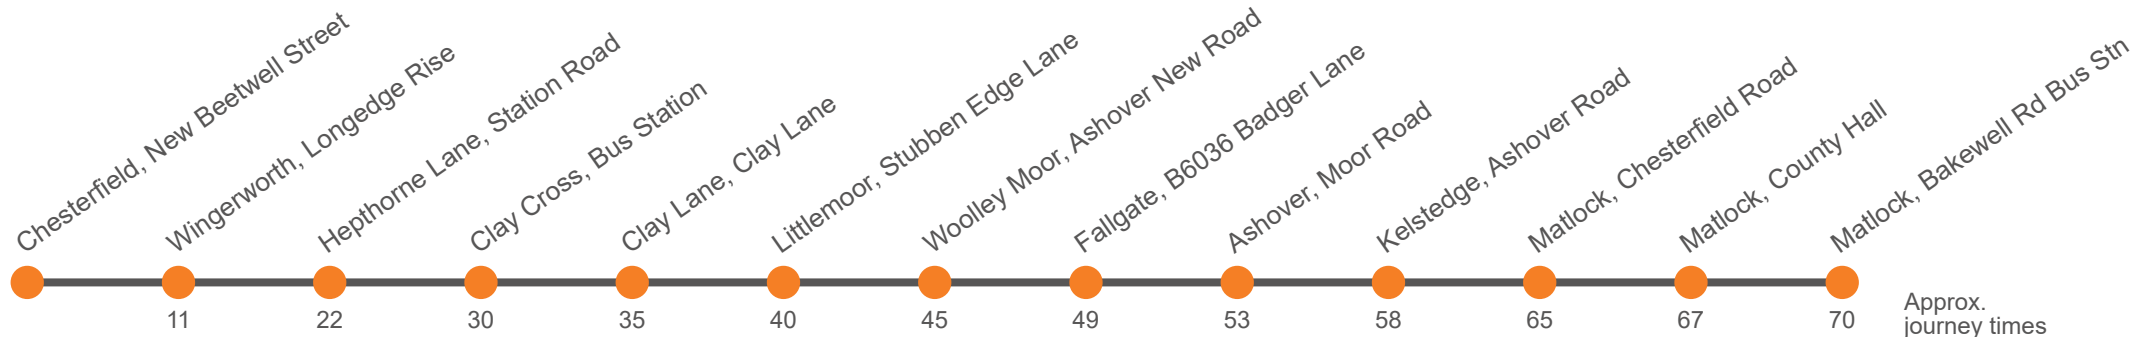 Chesterfield, New Beetwell Street
Wingerworth, Longedge Rise
Hepthorne Lane, Station Road
Clay Cross, Bus Station
Clay Lane, Clay Lane
Littlemoor, Stubben Edge Lane
Woolley Moor, Ashover New Road
Fallgate, B6036 Badger Lane
Ashover, Moor Road
Kelstedge, Ashover Road
Matlock, Chesterfield Road
Matlock, County Hall
Matlock, Bakewell Rd Bus Stn
11 22 30 35 40 45 49 53 58 65 67 70
Approx.
journey times